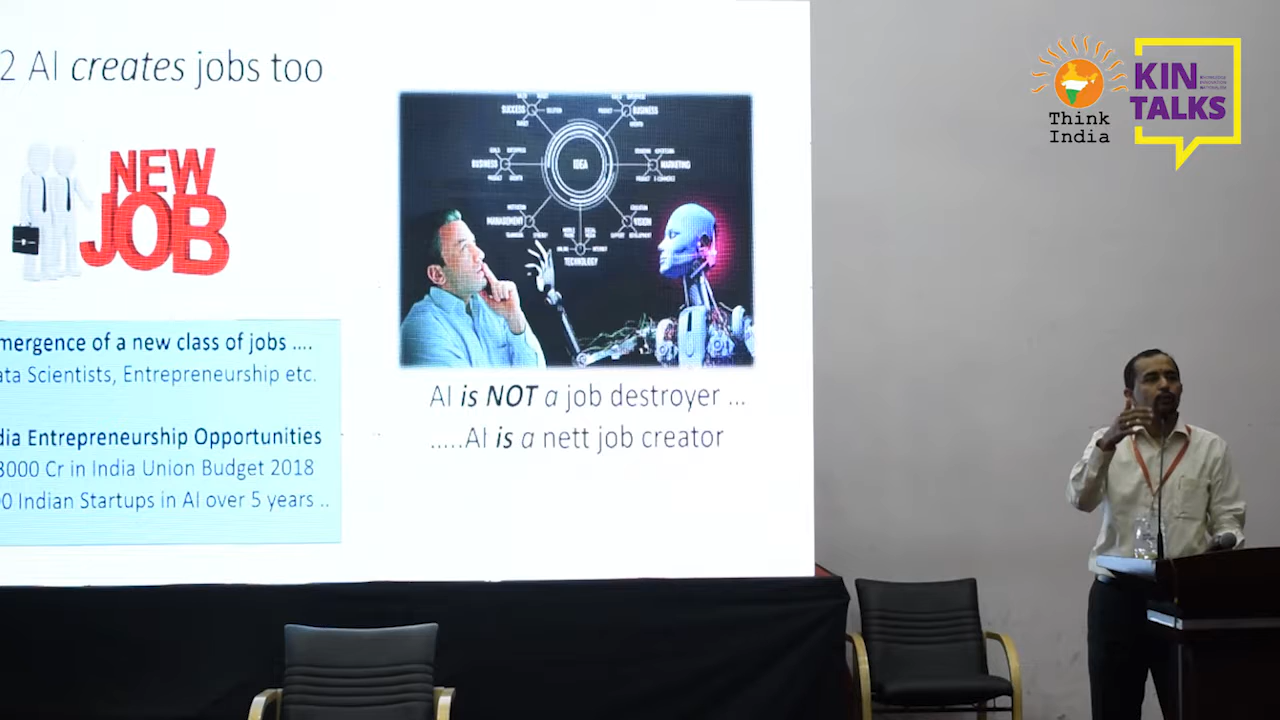 2 AI creates jobs too
NEW
JOB
mergence of a new class of jobs ....
ata Scientists, Entrepreneurship etc.
dia Entrepreneurship Opportunities
3000 Cr in India Union Budget 2018
0 Indian Startups in AI over 5 years ..
SUCCESS
BUSINESS
IDEA
BUSINESS
MARKETING
MANAGEMENT
VISION
TECHNOLOGY
AI is NOT a job destroyer ...
.....AI is a nett job creator
Think
India
KIN
TALKS